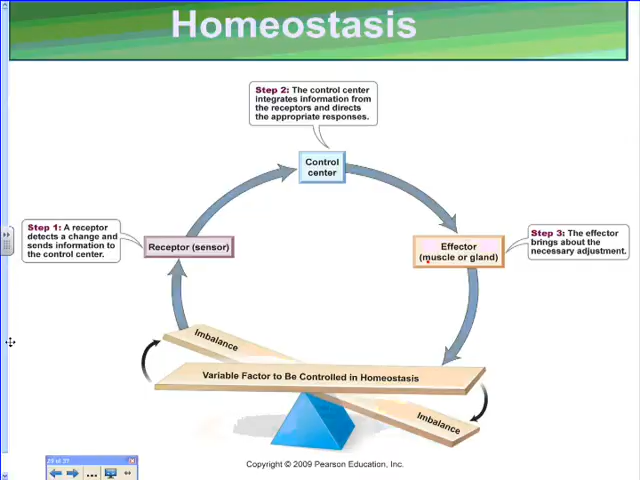 Homeostasis
Step 2: The control center
integrates information from
the receptors and directs
the appropriate responses.
Control
center
Step 1: A receptor
detects a change and
sends information to
the control center.
Receptor (sensor)
Effector
(muscle or gland)
Step 3: The effector
brings about the
necessary adjustment.
Imbalance
Variable Factor to Be Controlled in Homeostasis
Imbalance
Copyright © 2009 Pearson Education, Inc.